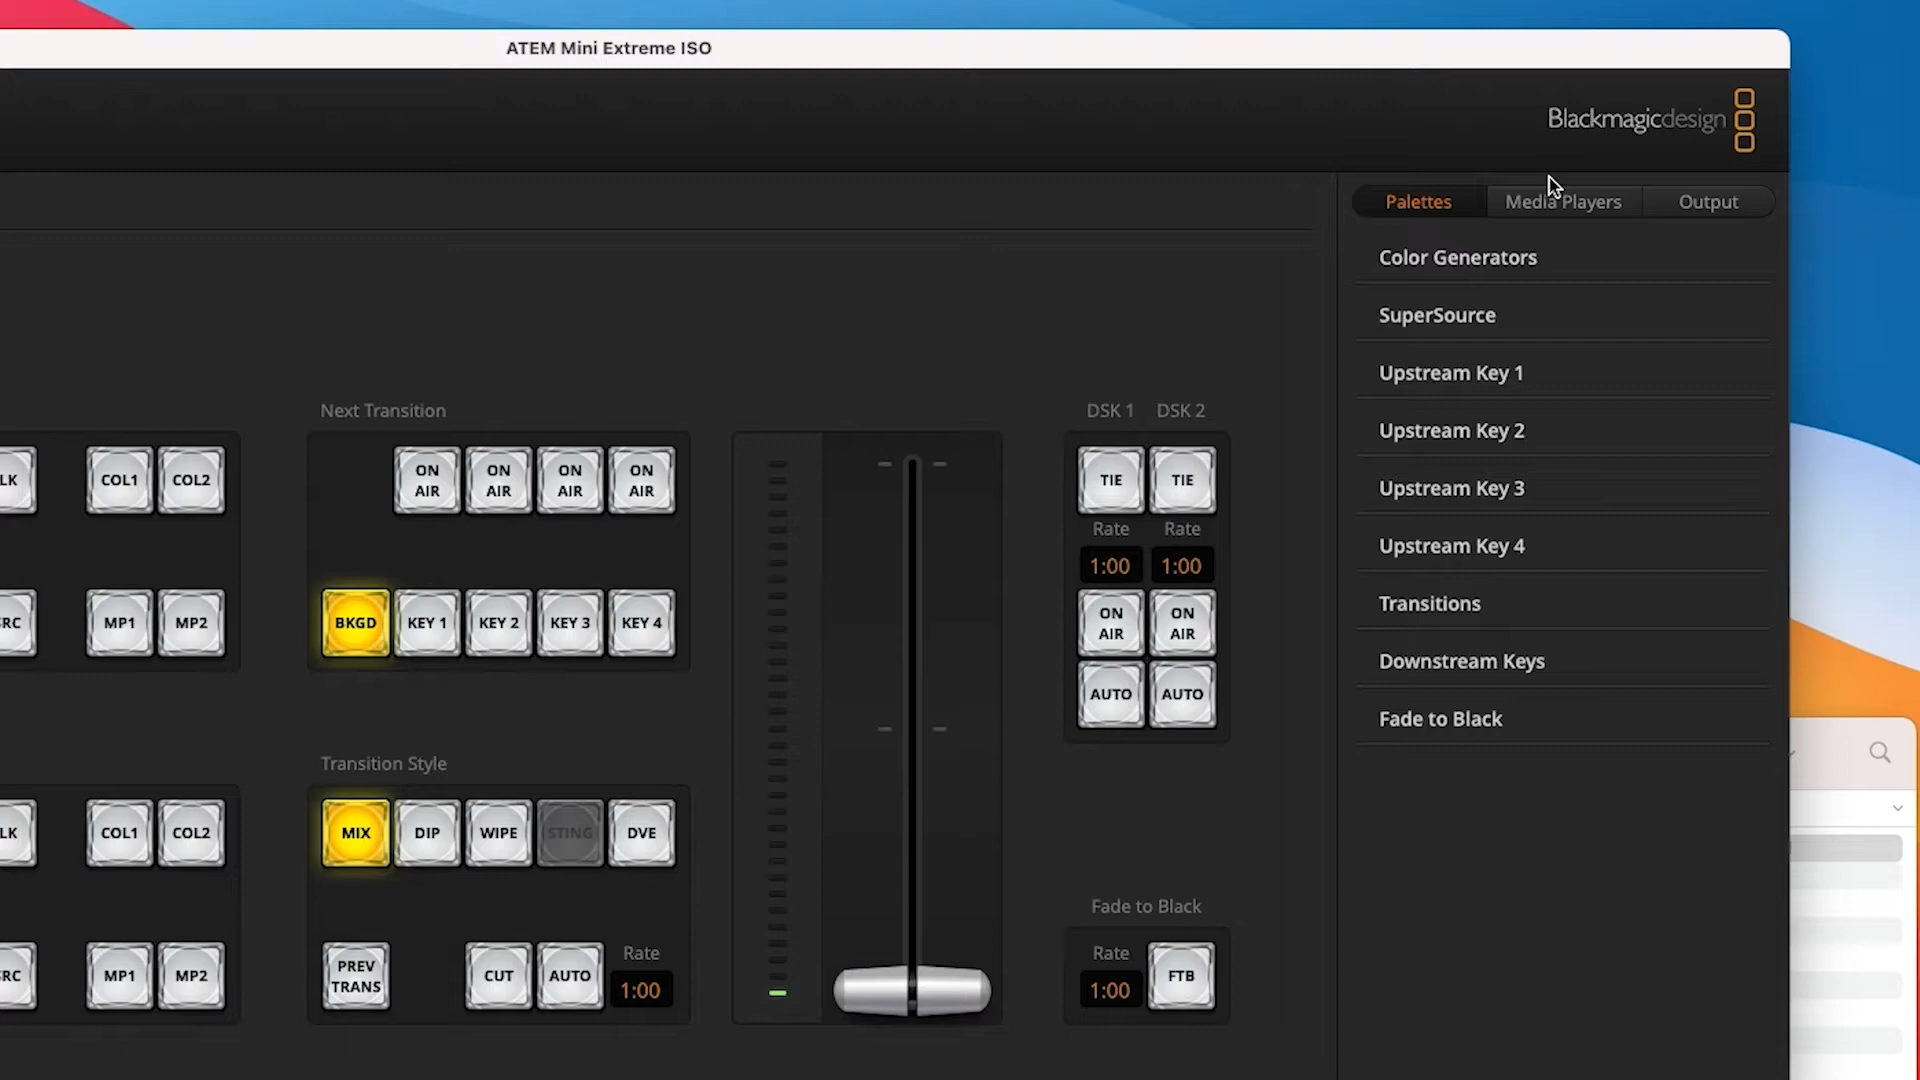 ATEM Mini Extreme ISO
Blackmagicdesign
Palettes
Media Players
Output
Color Generators
SuperSource
Upstream Key 1
Upstream Key 2
Upstream Key 3
Upstream Key 4
Transitions
Downstream Keys
Fade to Black
LK
COL1
COL2
RC
MP1
MP2
Next Transition
ON AIR
ON AIR
ON AIR
ON AIR
BKGD
KEY 1
KEY 2
KEY 3
KEY 4
DSK 1
DSK 2
TIE
TIE
Rate
Rate
1:00
1:00
ON AIR
ON AIR
AUTO
AUTO
LK
COL1
COL2
RC
MP1
MP2
Transition Style
MIX
DIP
WIPE
STING
DVE
PREV TRANS
CUT
AUTO
Rate
1:00
Fade to Black
Rate
1:00
FTB